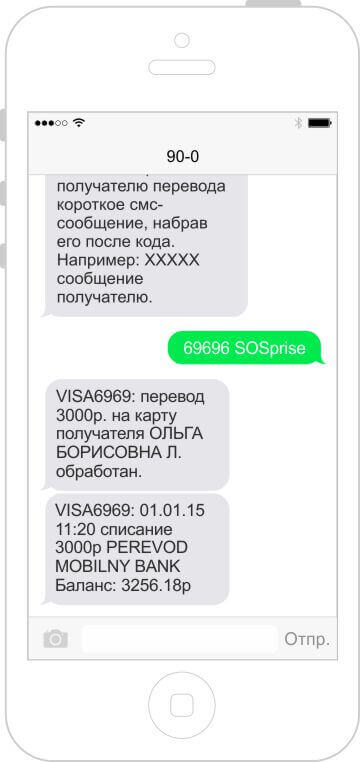 90-0
получателю перевода
короткое смс-
сообщение, набрав
его после кода.
Например: XXXXX
сообщение
получателю.
69696 SOSprise
VISA6969: перевод
3000р. на карту
получателя ОЛЬГА
БОРИСОВНА Л.
обработан.
VISA6969: 01.01.15
11:20 списание
3000р PEREVOD
MOBILNY BANK
Баланс: 3256.18р
Отпр.